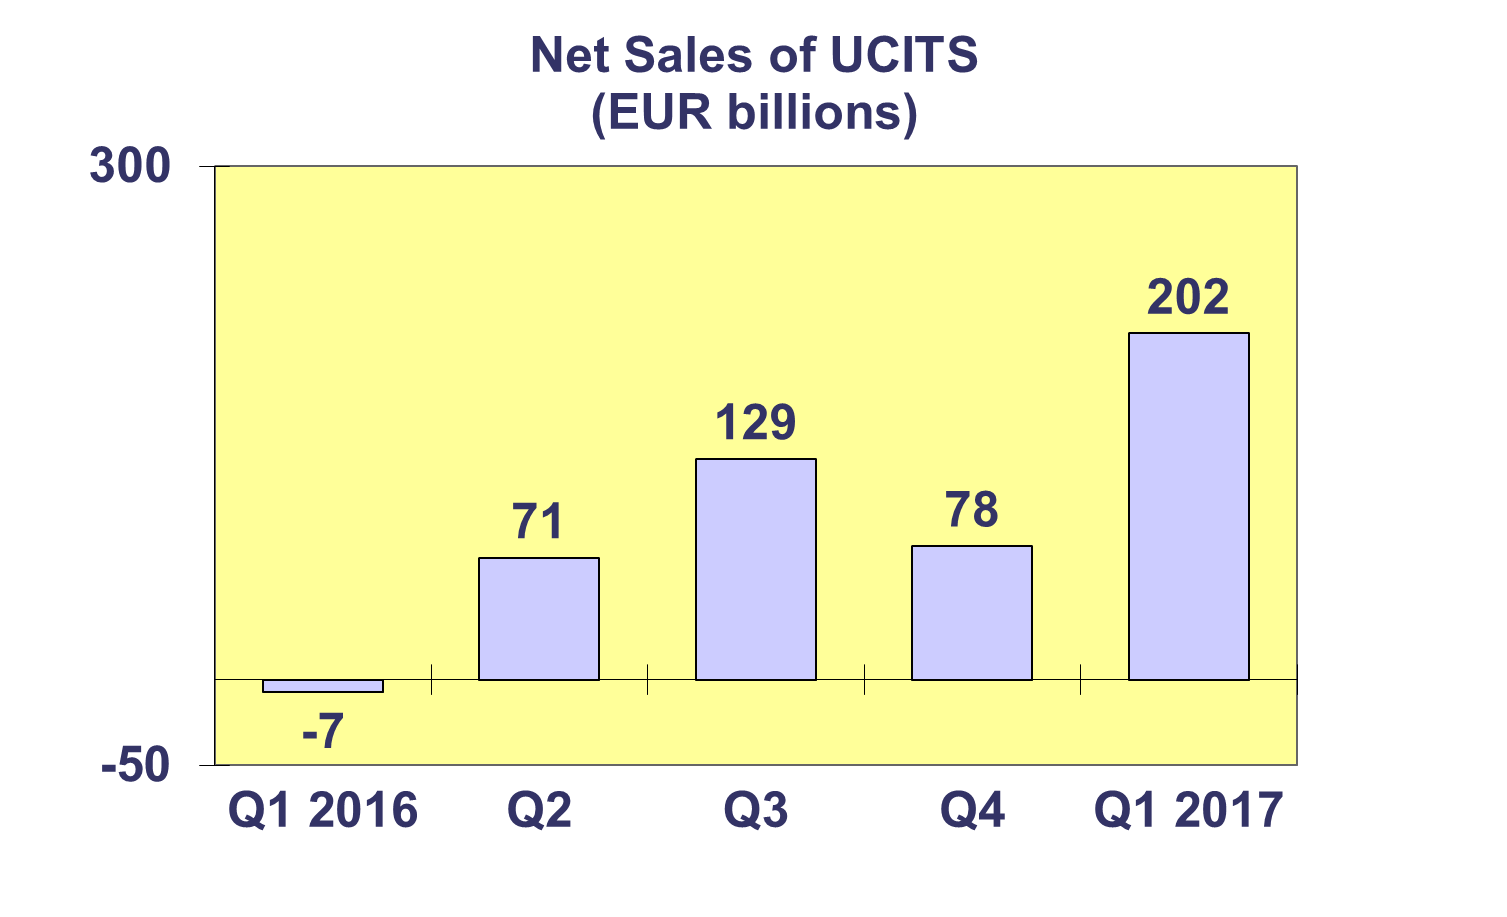 Net Sales of UCITS
(EUR billions)
300
202
129
78
71
-7
-50
Q1 2016 Q2 Q3 Q4 Q1 2017